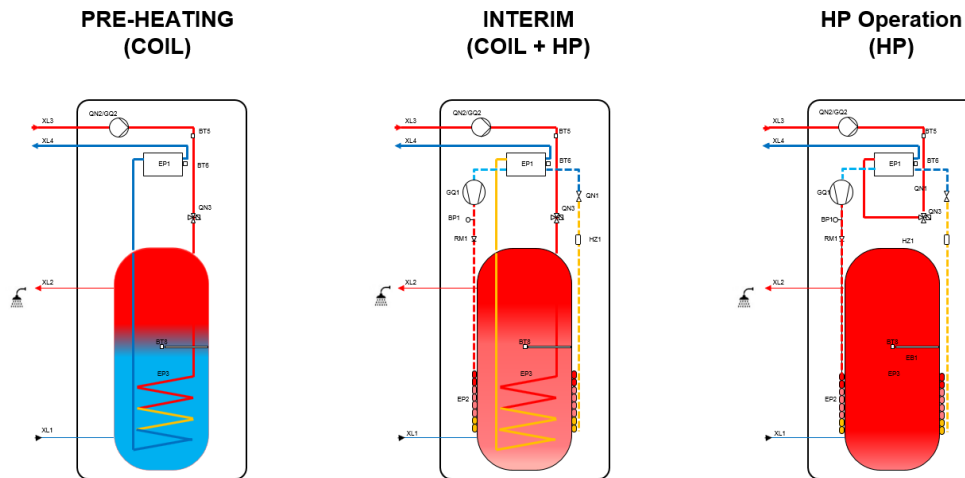 PRE-HEATING
(COIL)
QN2/GQ2
XL3
BT5
XL4
EP1
BT6
QN3
XL2
BT3
EP3
XL1
INTERIM
(COIL + HP)
QN2/GQ2
XL3
BT5
XL4
EP1
BT6
GQ1
QN1
QN3
BP1
RM1
HZ1
XL2
BT3
EP3
EP2
XL1
HP Operation
(HP)
QN2/GQ2
XL3
BT5
XL4
EP1
BT6
GQ1
QN1
QN3
BP1
RM1
HZ1
XL2
EB1
EP3
EP2
XL1